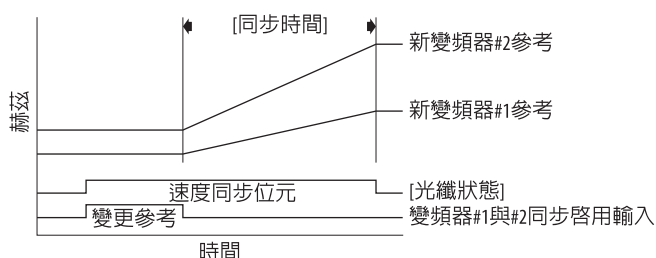 [同步時間]
新變頻器#2參考
新變頻器#1參考
赫茲
速度同步位元
[光纖狀態]
變更參考
變頻器#1與#2同步啓用輸入
時間